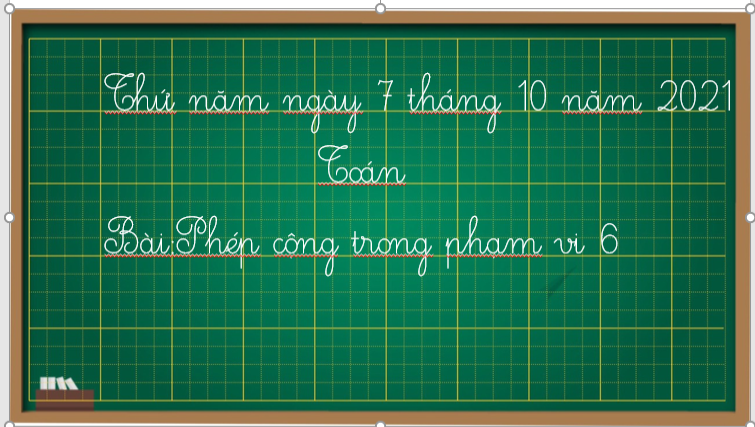 Thứ năm ngày 7 tháng 10 năm 2021
Toán
Bài:Phép cộng trong phạm vi 6